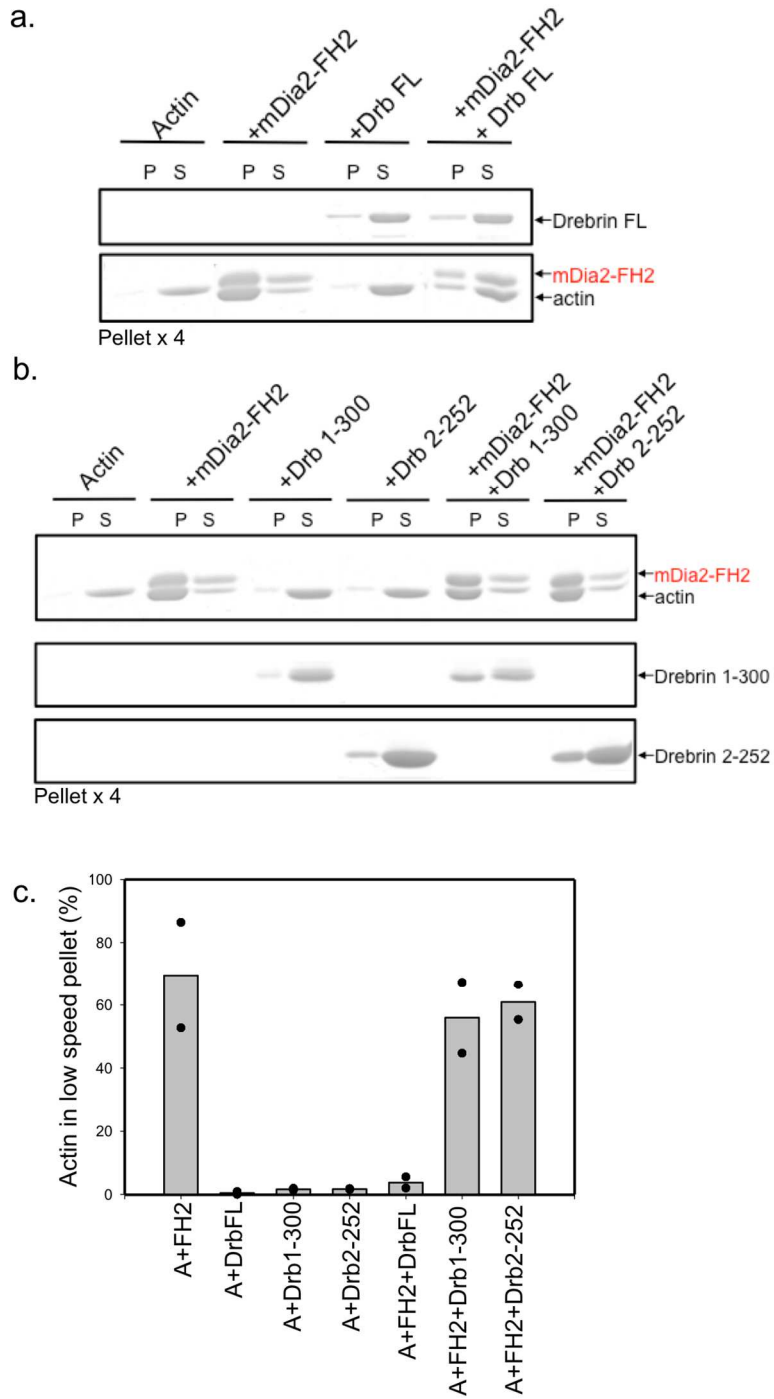 a.
Actin
+mDia2-FH2
+Drb FL
+mDia2-FH2
+ Drb FL
P S P S P S P S
Drebrin FL
mDia2-FH2
actin
Pellet x 4
b.
Actin
+mDia2-FH2
+Drb 1-300
+Drb 2-252
+mDia2-FH2
+Drb 1-300
+mDia2-FH2
+Drb 2-252
P S P S P S P S P S P S
mDia2-FH2
actin
Drebrin 1-300
Drebrin 2-252
Pellet x 4
c.
Actin in low speed pellet (%)
100
80
60
40
20
0
A+FH2
A+DrbFL
A+Drb1-300
A+Drb2-252
A+FH2+DrbFL
A+FH2+Drb1-300
A+FH2+Drb2-252